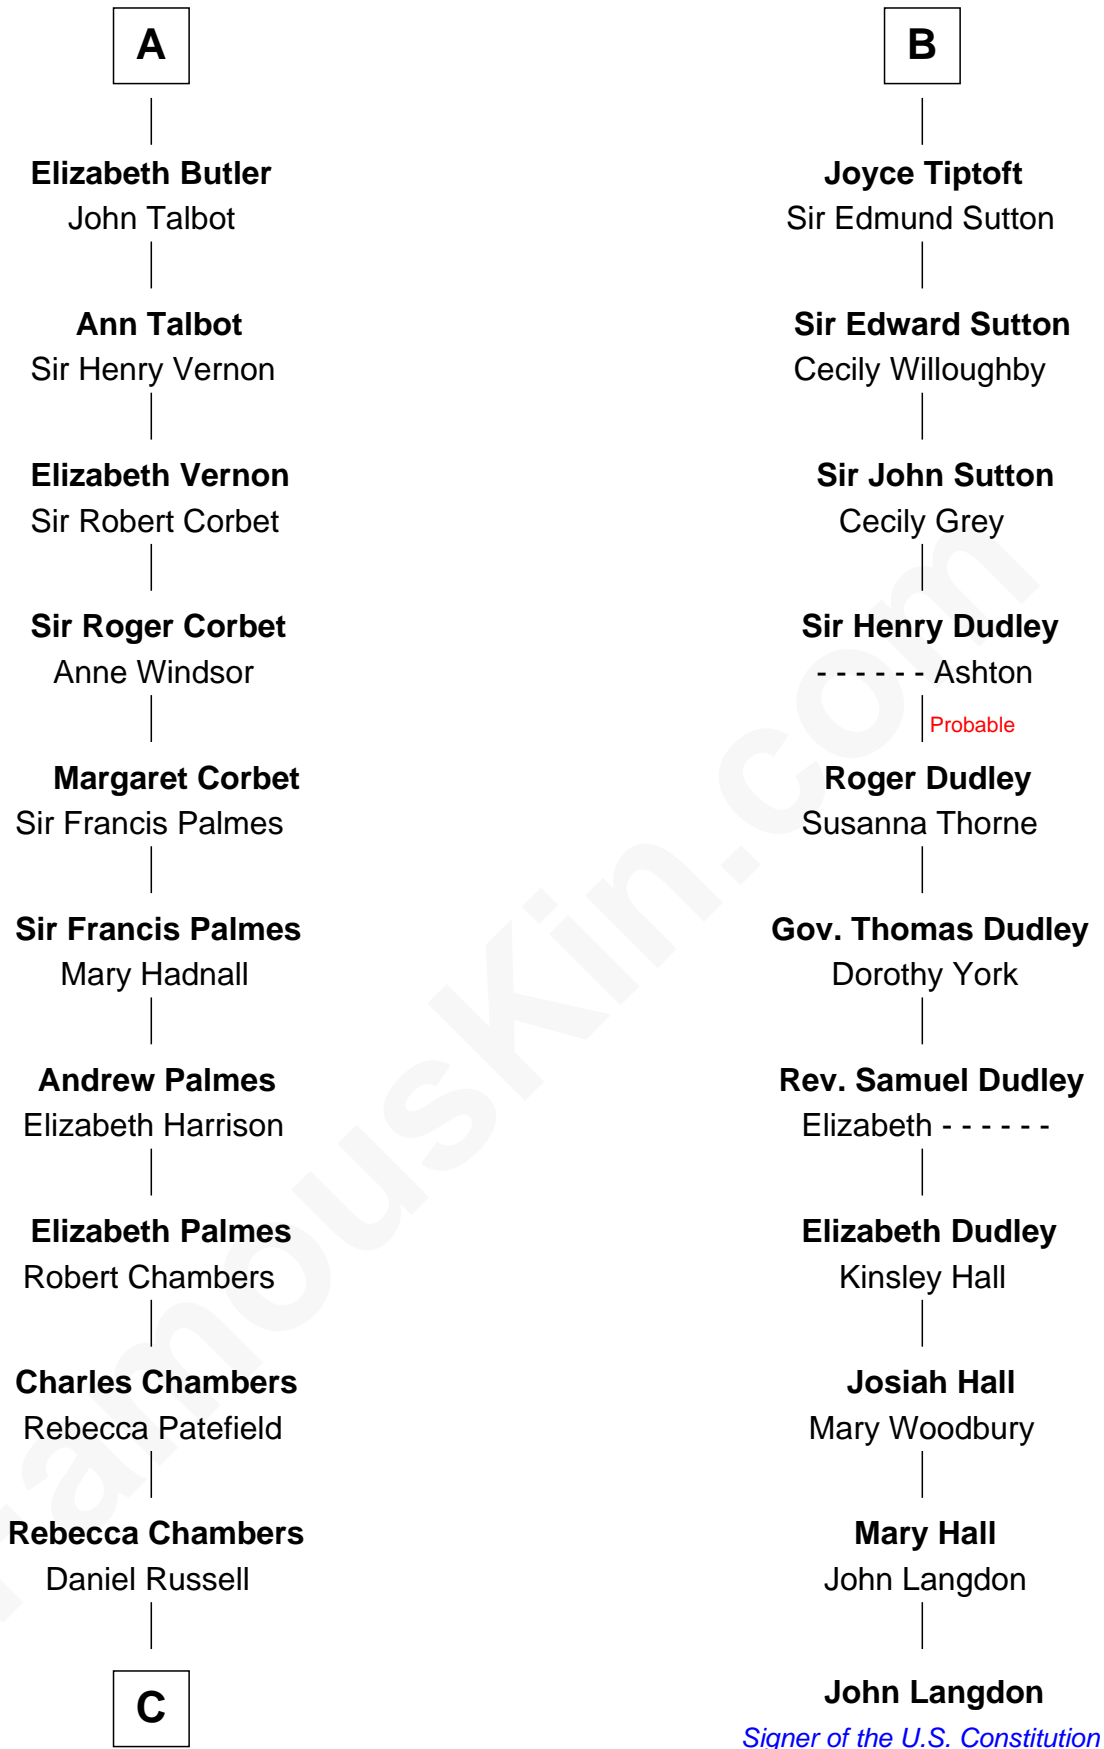 A
Elizabeth Butler
John Talbot
Ann Talbot
Sir Henry Vernon
Elizabeth Vernon
Sir Robert Corbet
Sir Roger Corbet
Anne Windsor
Margaret Corbet
Sir Francis Palmes
Sir Francis Palmes
Mary Hadnall
Andrew Palmes
Elizabeth Harrison
Elizabeth Palmes
Robert Chambers
Charles Chambers
Rebecca Patefield
Rebecca Chambers
Daniel Russell
C
B
Joyce Tiptoft
Sir Edmund Sutton
Sir Edward Sutton
Cecily Willoughby
Sir John Sutton
Cecily Grey
Sir Henry Dudley
- - - - - - Ashton
Probable
Roger Dudley
Susanna Thorne
Gov. Thomas Dudley
Dorothy York
Rev. Samuel Dudley
Elizabeth - - - - - -
Elizabeth Dudley
Kinsley Hall
Josiah Hall
Mary Woodbury
Mary Hall
John Langdon
John Langdon
Signer of the U.S. Constitution
FamousKin.com